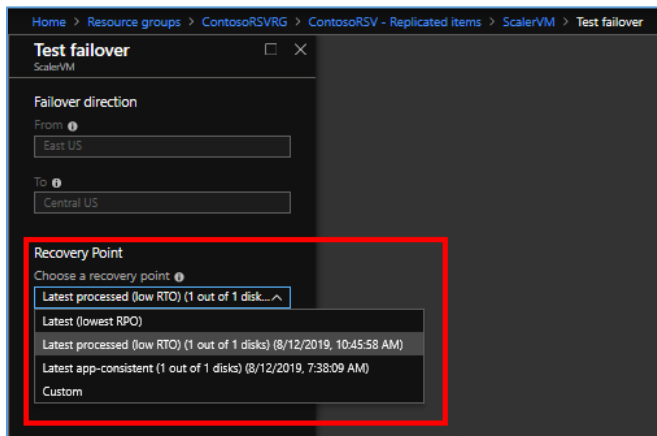 Home > Resource groups > ContosoRSVRG > ContosoRSV - Replicated items > ScalerVM > Test failover
Test failover
ScalerVM
Failover direction
From
East US
To
Central US
Recovery Point
Choose a recovery point
Latest processed (low RTO) (1 out of 1 disk...
Latest (lowest RPO)
Latest processed (low RTO) (1 out of 1 disks) (8/12/2019, 10:45:58 AM)
Latest app-consistent (1 out of 1 disks) (8/12/2019, 7:38:09 AM)
Custom